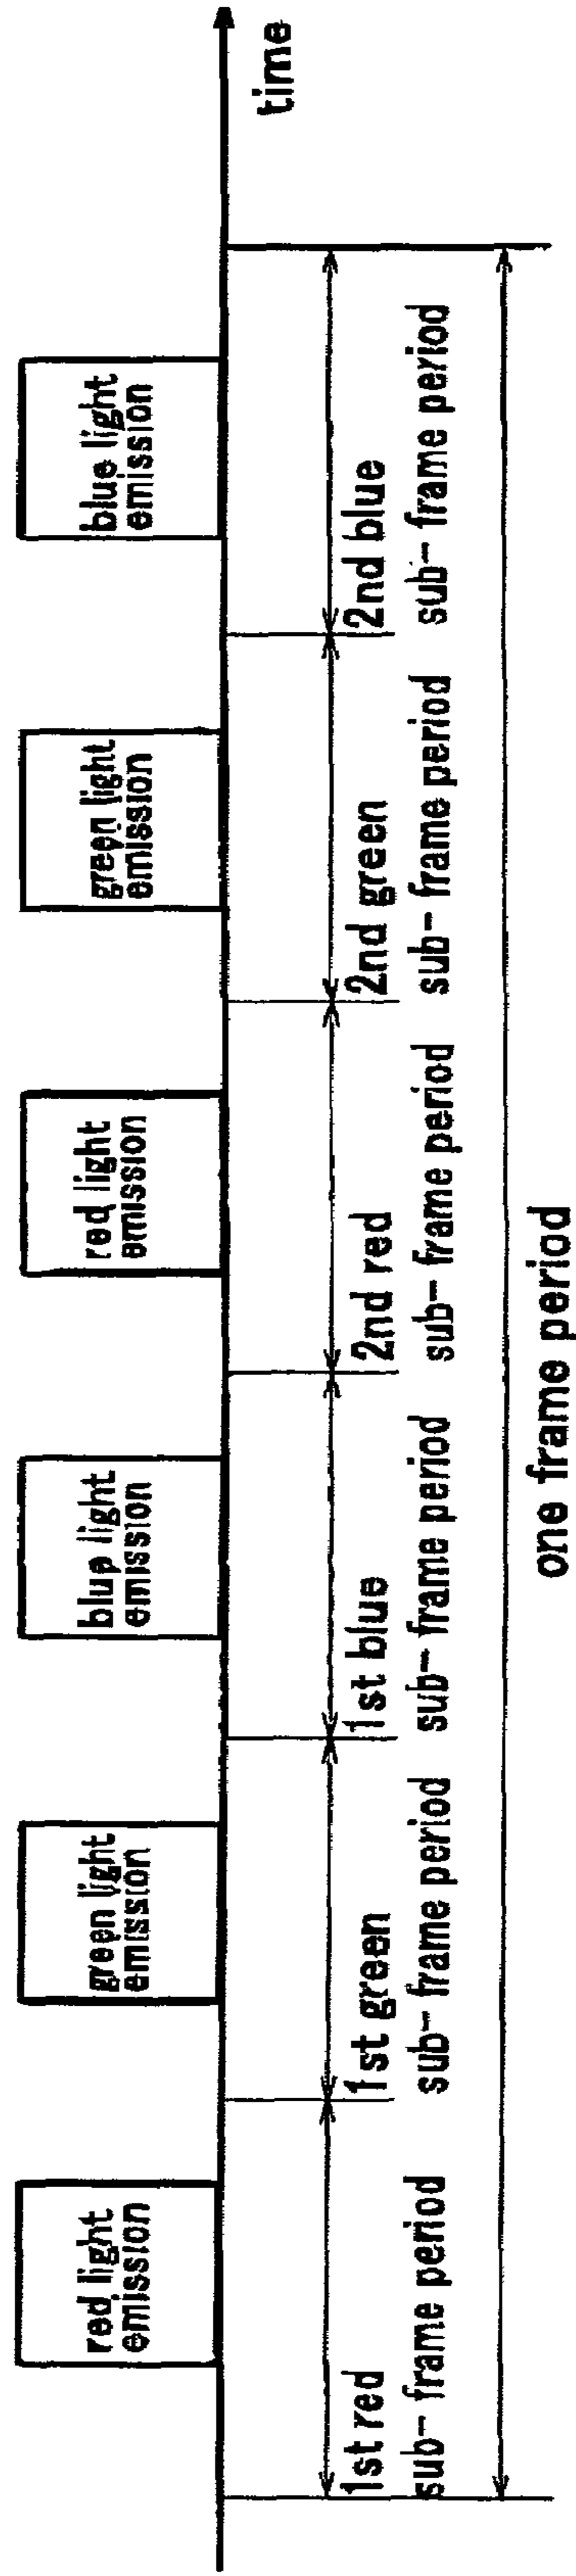 red light
emission
green light
emission
blue light
emission
red light
emission
green light
emission
blue light
emission
time
1st red
sub-frame period
1st green
sub-frame period
1st blue
sub-frame period
2nd red
sub-frame period
2nd green
sub-frame period
2nd blue
sub-frame period
one frame period